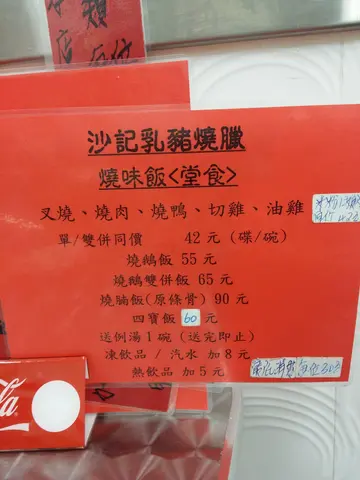 類
店
沙記乳豬燒臘
燒味飯<堂食>
叉燒、燒肉、燒鴨、切雞、油雞
單/雙併同價 42元(碟/碗)
燒鵝飯 55元
燒鵝雙併飯 65元
燒腩飯(原條骨) 90元
四寶飯 60 元
送例湯1碗(送完即止)
凍飲品 / 汽水 加8元
熱飲品 加5元